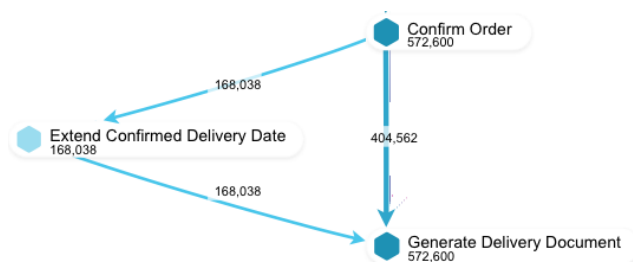 Confirm Order
572,600
168,038
Extend Confirmed Delivery Date
168,038
404,562
168,038
Generate Delivery Document
572,600